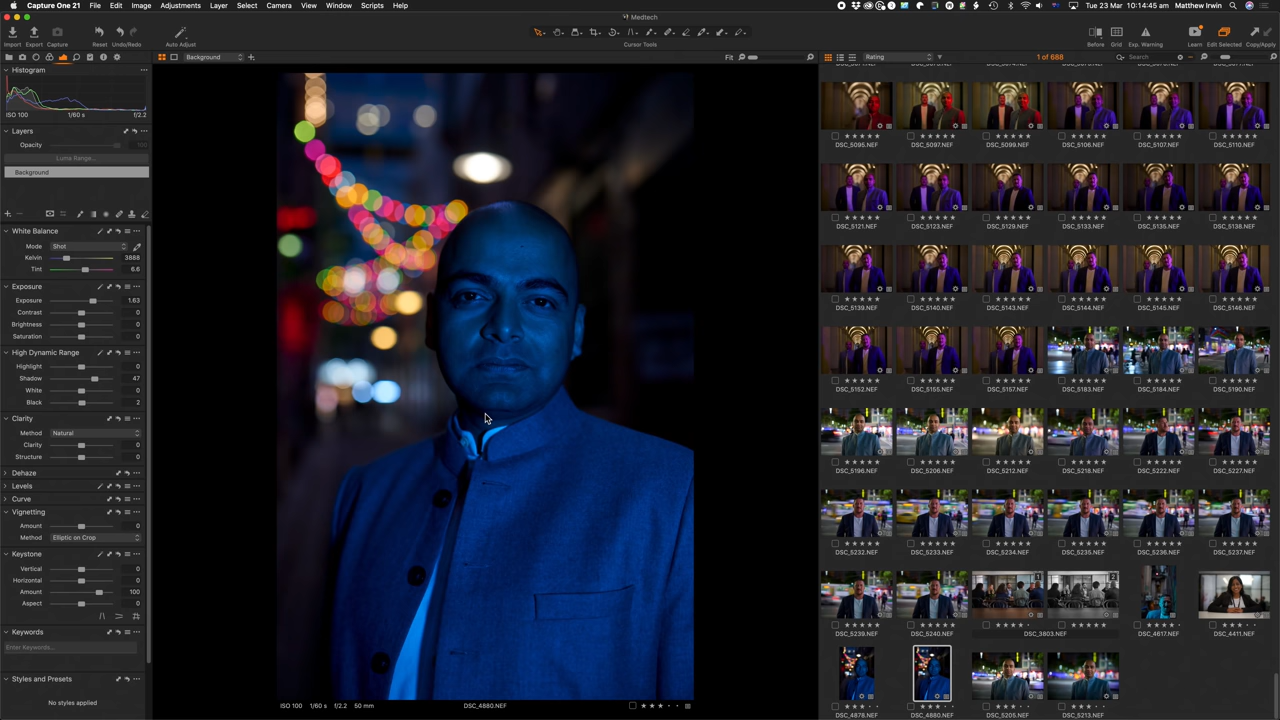 Capture One 21 File Edit Image Adjustments Layer Select Camera View Window Scripts Help
Tue 23 Mar 10:14:45 am Matthew Irwin
Medtech
Import Export Capture Reset Undo/Redo Auto Adjust Cursor Tools Before Grid Exp. Warning Learn Edit Selected Copy/Apply
Background Fit Rating 1 of 688 Search
Histogram
ISO 100 1/60 s f/2.2
Layers
Opacity 100
Luma Range...
Background
White Balance
Mode Shot
Kelvin 3888
Tint 6.6
Exposure
Exposure 1.63
Contrast 0
Brightness 0
Saturation 0
High Dynamic Range
Highlight 0
Shadow 47
White 0
Black 2
Clarity
Method Natural
Clarity 0
Structure 0
Dehaze
Levels
Curve
Vignetting
Amount 0
Method Elliptic on Crop
Keystone
Vertical 0
Horizontal 0
Amount 100
Aspect 0
Keywords
Enter Keywords...
Styles and Presets
No styles applied
ISO 100 1/60 s f/2.2 50 mm DSC_4880.NEF
DSC_5095.NEF DSC_5097.NEF DSC_5099.NEF DSC_5106.NEF DSC_5107.NEF DSC_5110.NEF
DSC_5121.NEF DSC_5123.NEF DSC_5129.NEF DSC_5133.NEF DSC_5135.NEF DSC_5138.NEF
DSC_5139.NEF DSC_5140.NEF DSC_5143.NEF DSC_5144.NEF DSC_5145.NEF DSC_5146.NEF
DSC_5152.NEF DSC_5155.NEF DSC_5157.NEF DSC_5183.NEF DSC_5184.NEF DSC_5190.NEF
DSC_5196.NEF DSC_5206.NEF DSC_5212.NEF DSC_5218.NEF DSC_5222.NEF DSC_5227.NEF
DSC_5232.NEF DSC_5233.NEF DSC_5234.NEF DSC_5235.NEF DSC_5236.NEF DSC_5237.NEF
1 2
DSC_5239.NEF DSC_5240.NEF DSC_3803.NEF DSC_4617.NEF DSC_4411.NEF
DSC_4878.NEF DSC_4880.NEF DSC_5205.NEF DSC_5213.NEF